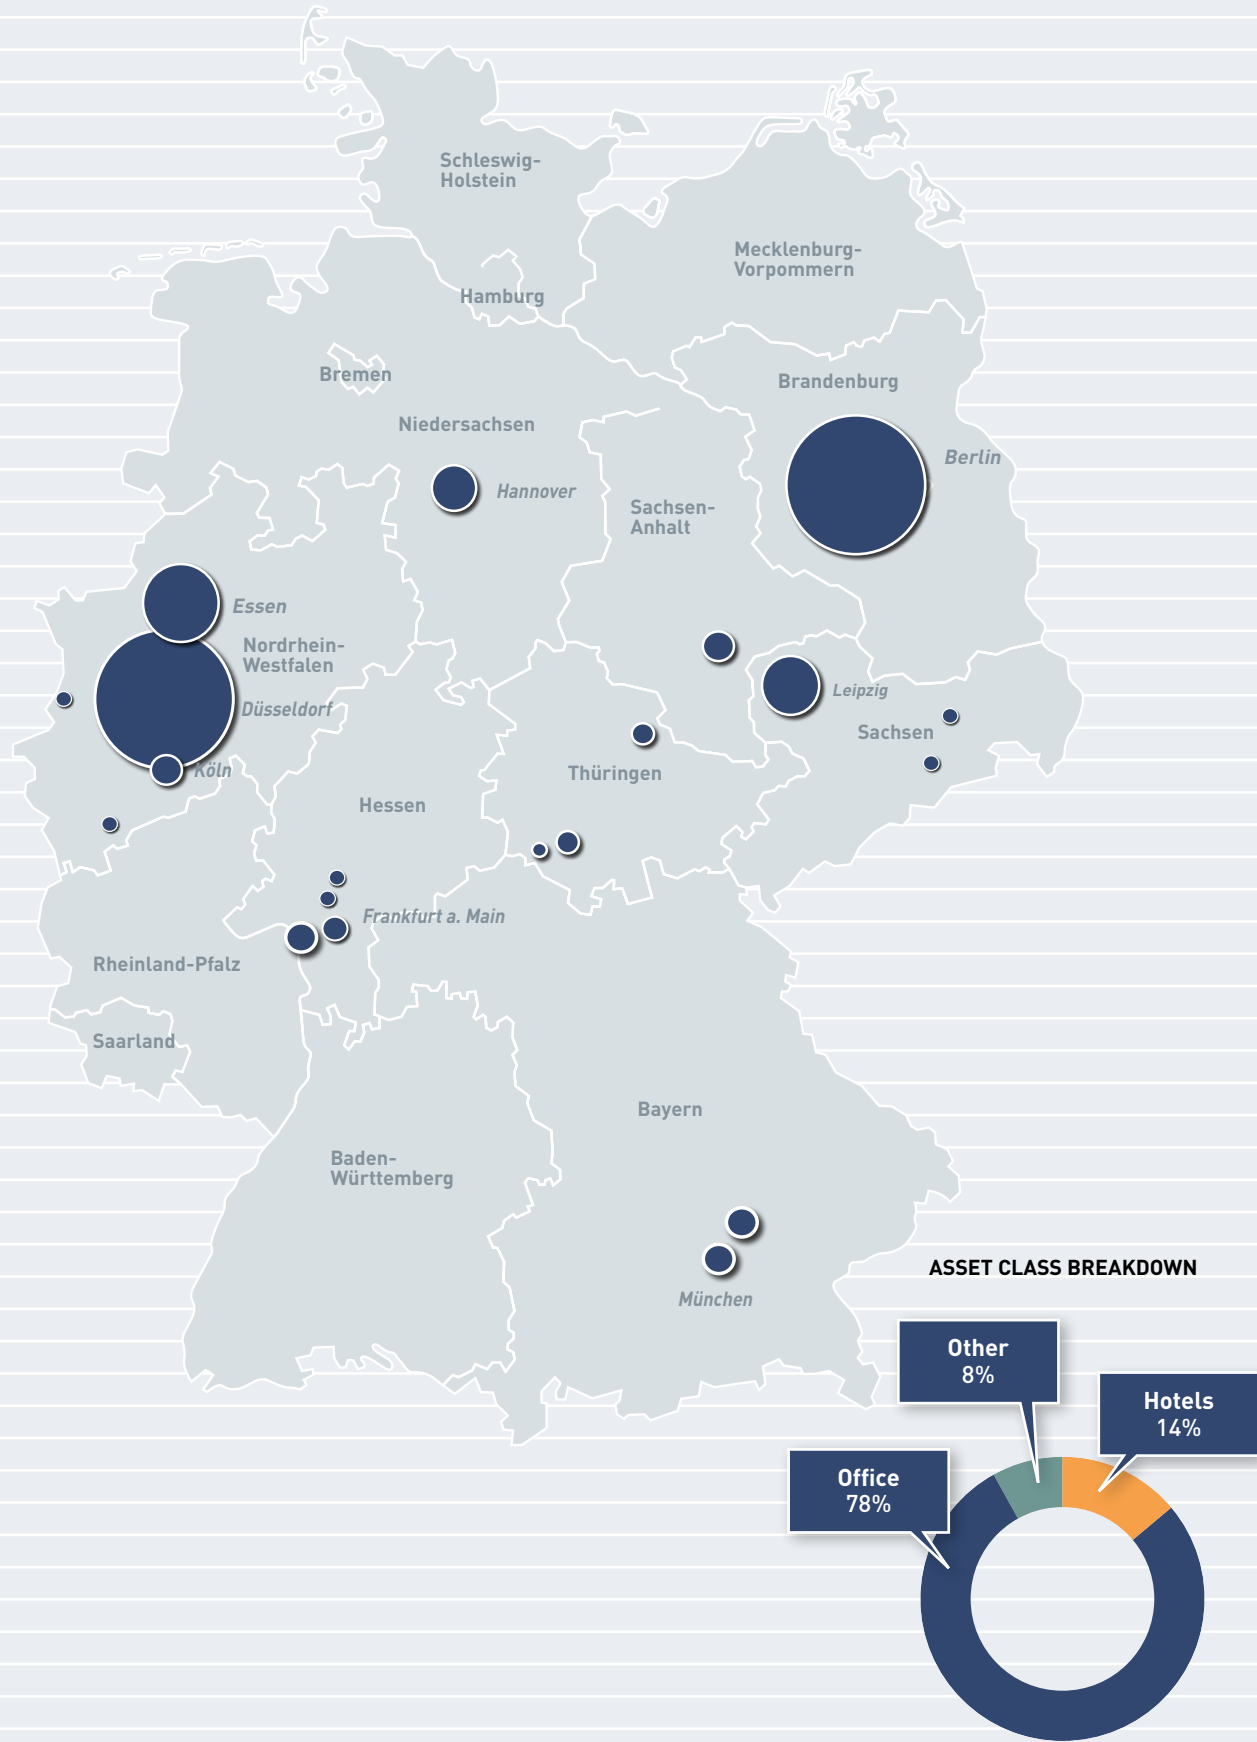 Schleswig-
Holstein
Mecklenburg-
Vorpommern
Hamburg
Bremen
Brandenburg
Niedersachsen
Berlin
Hannover
Sachsen-
Anhalt
Essen
Nordrhein-
Westfalen
Düsseldorf
Leipzig
Sachsen
Köln
Thüringen
Hessen
Frankfurt a. Main
Rheinland-Pfalz
Saarland
Bayern
Baden-
Württemberg
München
ASSET CLASS BREAKDOWN
Other
8%
Hotels
14%
Office
78%